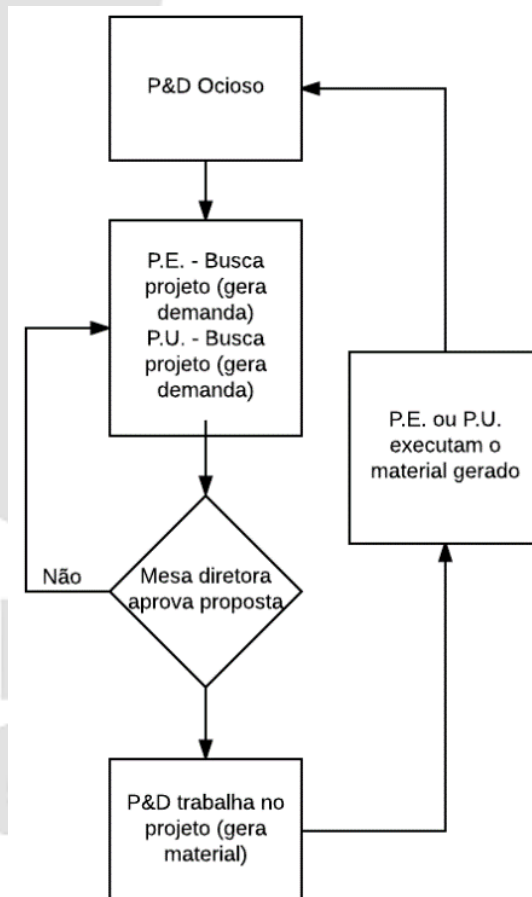 P&D Ocioso
P.E. - Busca
projeto (gera
demanda)
P.U. - Busca
projeto (gera
demanda)
P.E. ou P.U.
executam o
material gerado
Não
Mesa diretora
aprova proposta
P&D trabalha no
projeto (gera
material)